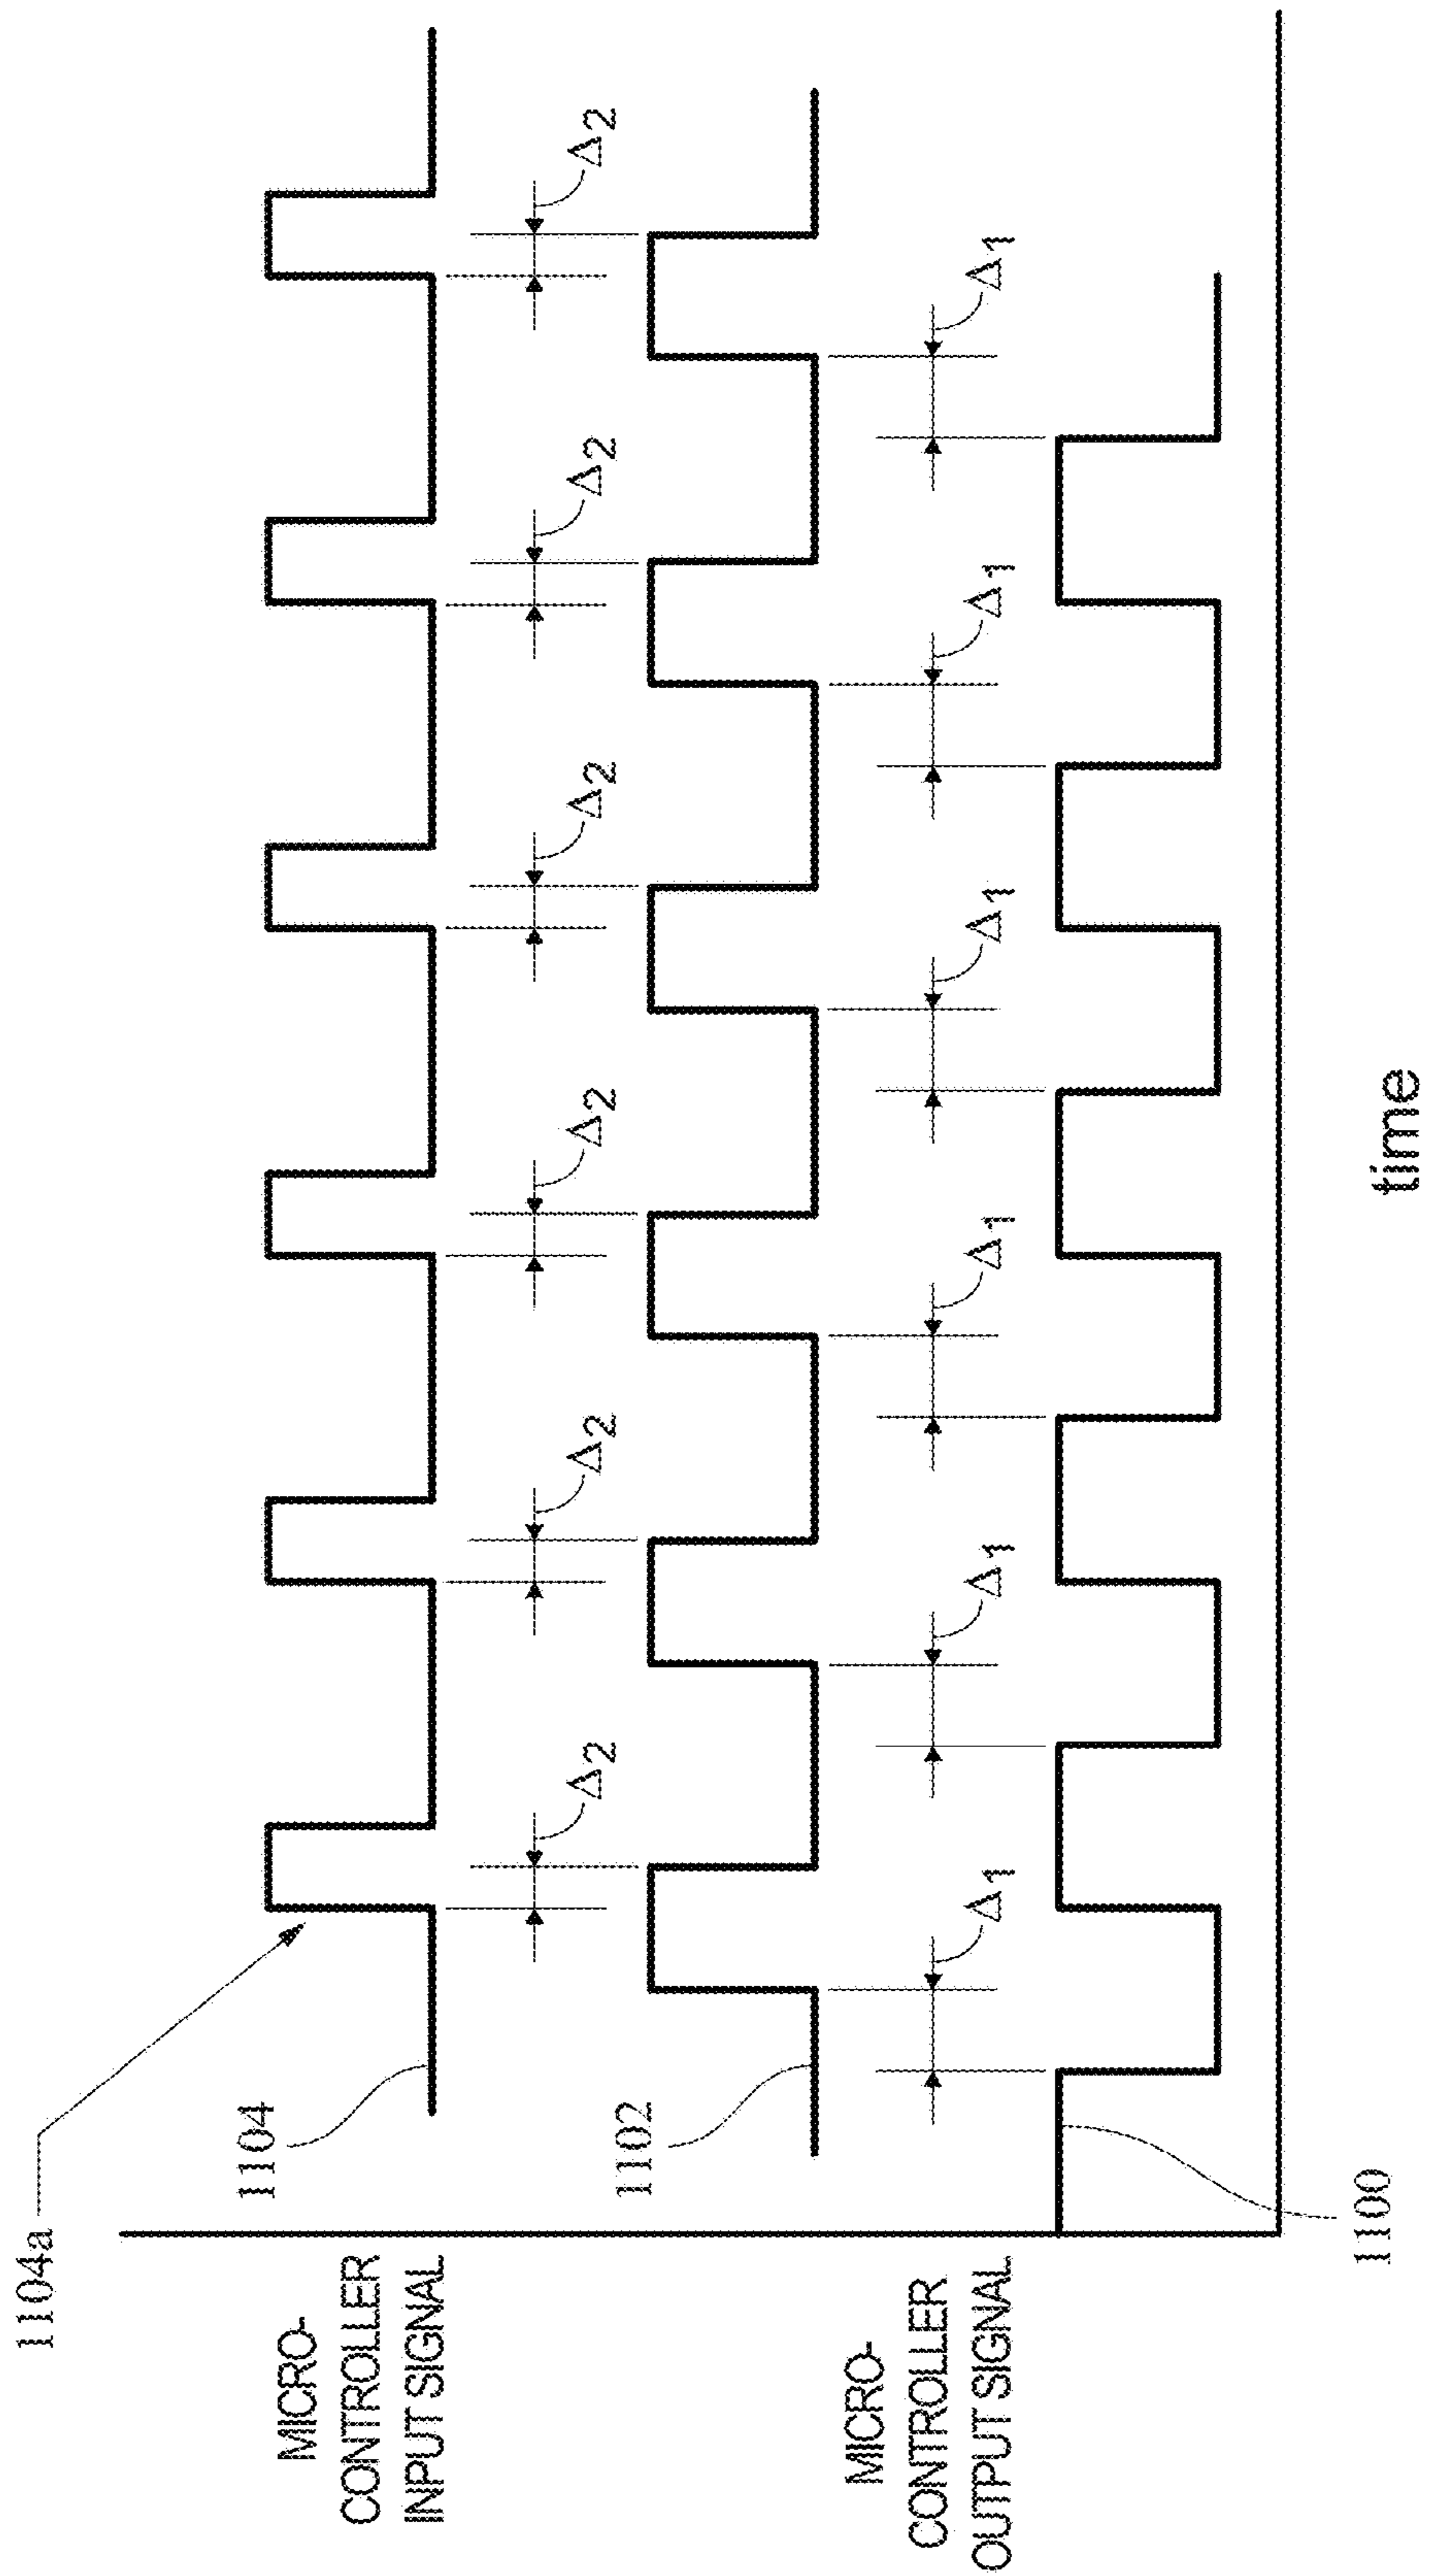 1104a
MICRO-
CONTROLLER
INPUT SIGNAL
1104
Δ2
Δ2
Δ2
Δ2
Δ2
Δ2
1102
MICRO-
CONTROLLER
OUTPUT SIGNAL
Δ1
Δ1
Δ1
Δ1
Δ1
Δ1
1100
time